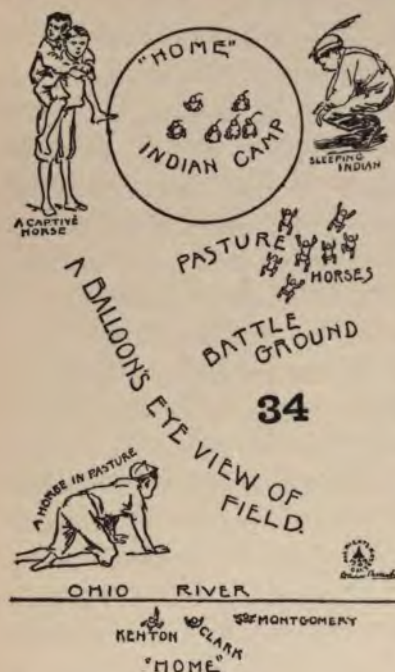 "HOME"
INDIAN CAMP
A CAPTIVE
HORSE
SLEEPING
INDIAN
PASTURE
HORSES
BATTLE
GROUND
34
A BALLOON'S EYE VIEW OF
FIELD.
A HORSE IN PASTURE
OHIO RIVER
KENTON
CLARK
MONTGOMERY
"HOME"